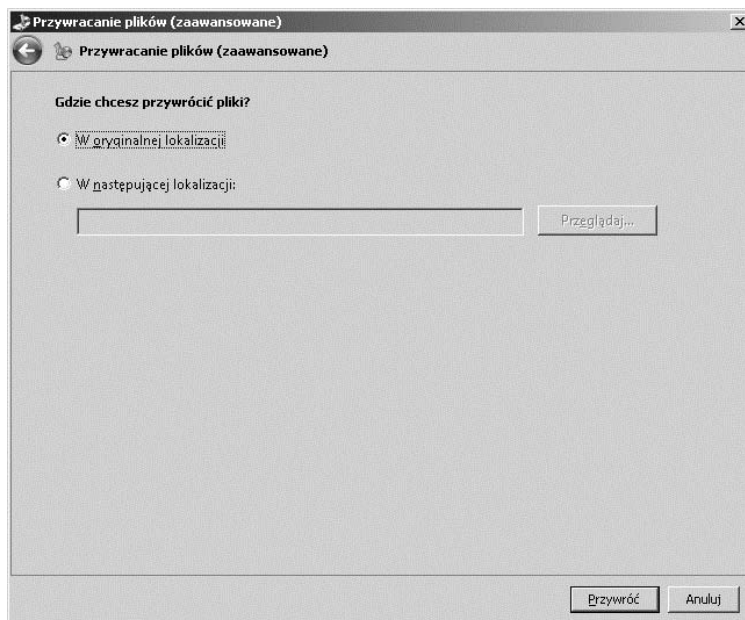 Przywracanie plików (zaawansowane)
Przywracanie plików (zaawansowane)
Gdzie chcesz przywrócić pliki?
W oryginalnej lokalizacji
W następującej lokalizacji:
Przeglądaj...
Przywróć Anuluj